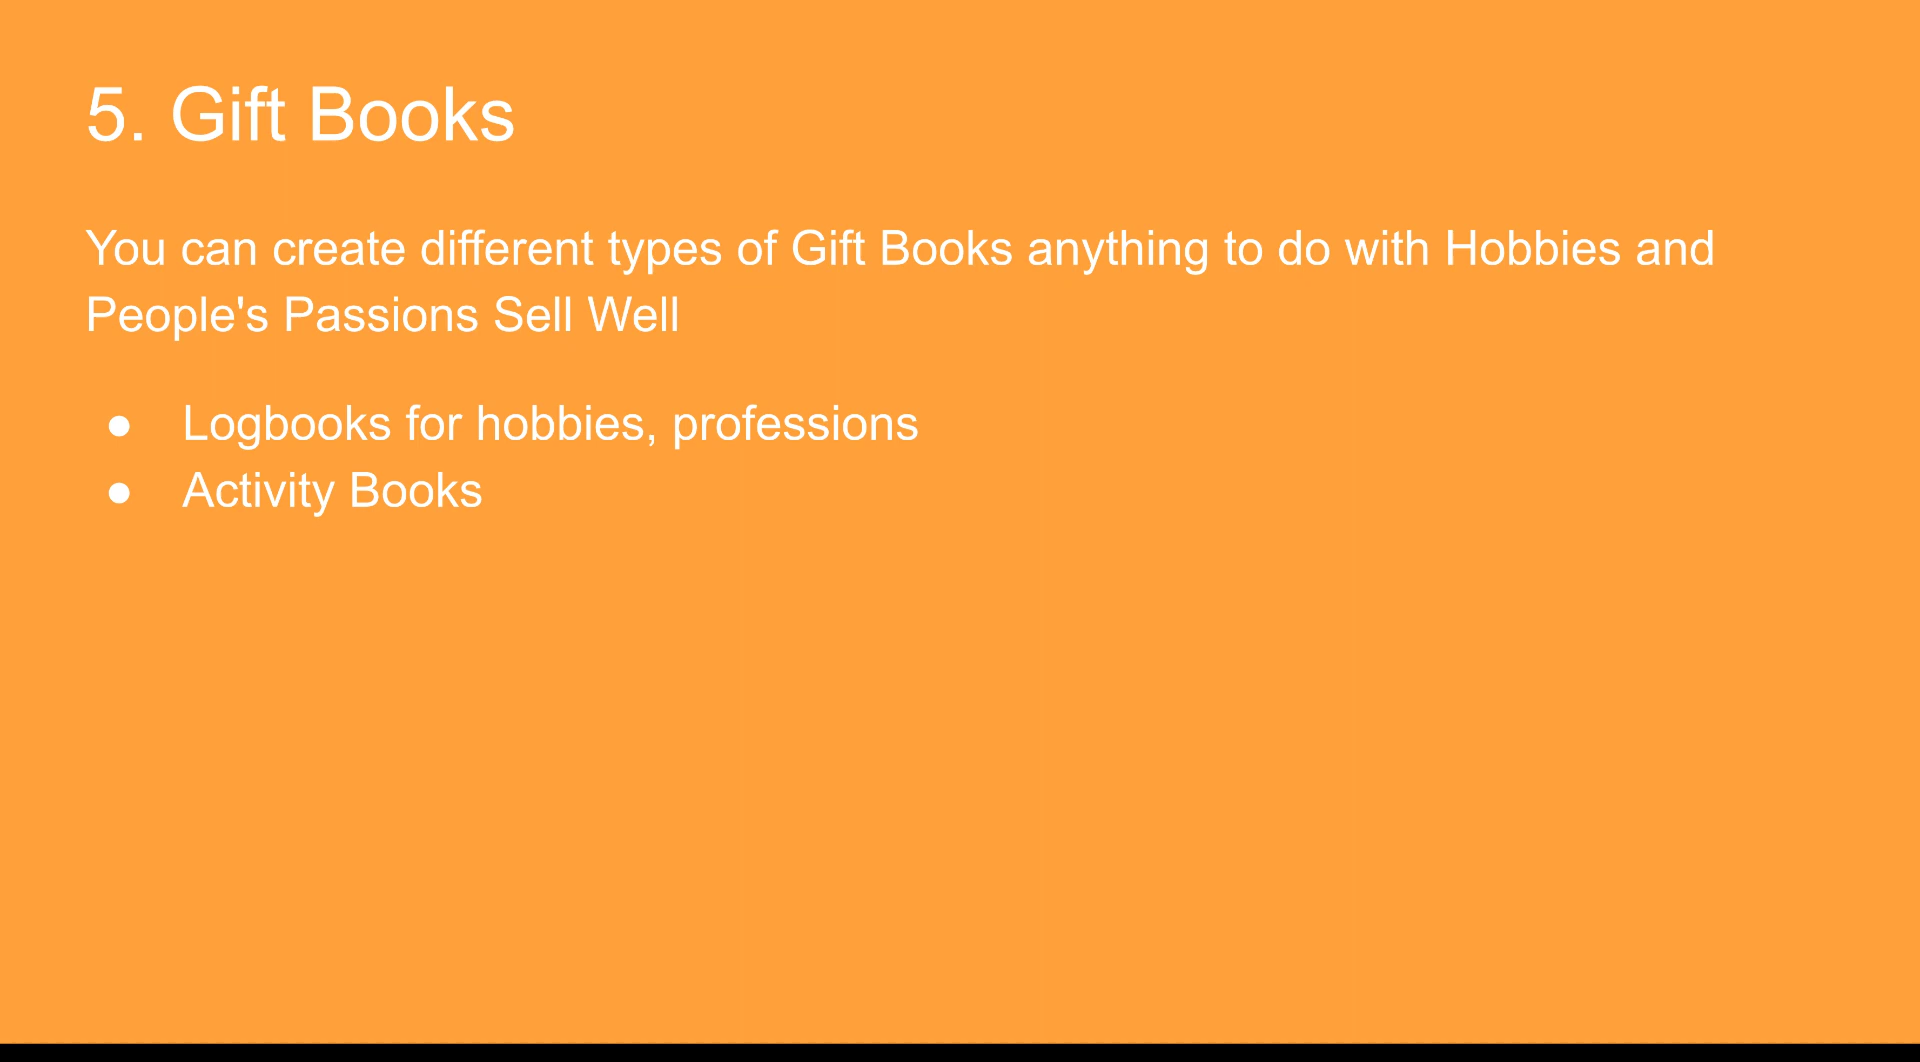 5. Gift Books
You can create different types of Gift Books anything to do with Hobbies and
People's Passions Sell Well
● Logbooks for hobbies, professions
● Activity Books